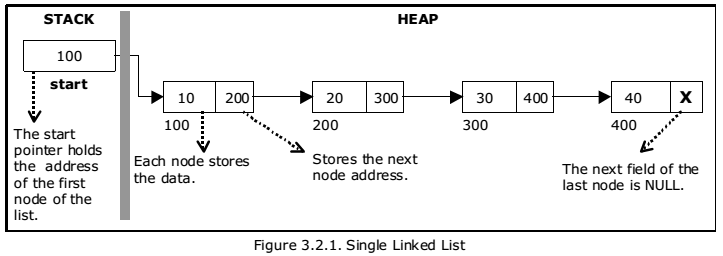 STACK
HEAP
100
start
10 200
20 300
30 400
40 X
100
200
300
400
The start
pointer holds
the address
of the first
node of the
list.
Each node stores
the data.
Stores the next
node address.
The next field of the
last node is NULL.
Figure 3.2.1. Single Linked List